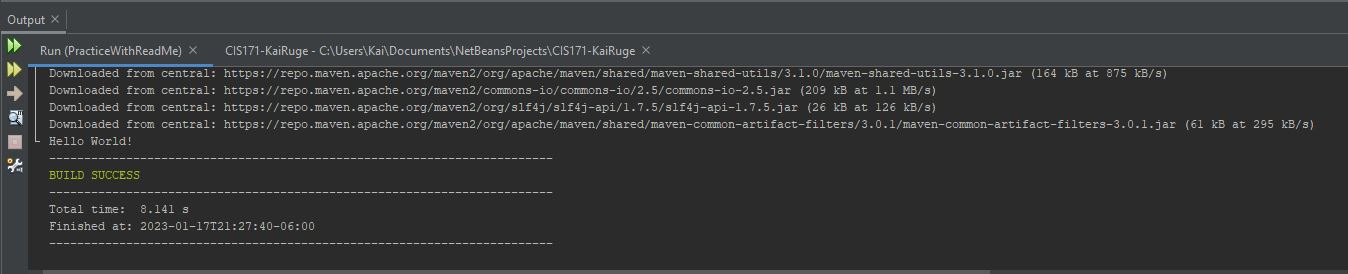 Output
Run (PracticeWithReadMe)
CIS171-KaiRuge - C:\Users\Kai\Documents\NetBeansProjects\CIS171-KaiRuge
Downloaded from central: https://repo.maven.apache.org/maven2/org/apache/maven/shared/maven-shared-utils/3.1.0/maven-shared-utils-3.1.0.jar (164 kB at 875 kB/s)
Downloaded from central: https://repo.maven.apache.org/maven2/commons-io/commons-io/2.5/commons-io-2.5.jar (209 kB at 1.1 MB/s)
Downloaded from central: https://repo.maven.apache.org/maven2/org/slf4j/slf4j-api/1.7.5/slf4j-api-1.7.5.jar (26 kB at 126 kB/s)
Downloaded from central: https://repo.maven.apache.org/maven2/org/apache/maven/shared/maven-common-artifact-filters/3.0.1/maven-common-artifact-filters-3.0.1.jar (61 kB at 295 kB/s)
Hello World!
------------------------------------------------------------------------
BUILD SUCCESS
------------------------------------------------------------------------
Total time:  8.141 s
Finished at: 2023-01-17T21:27:40-06:00
------------------------------------------------------------------------